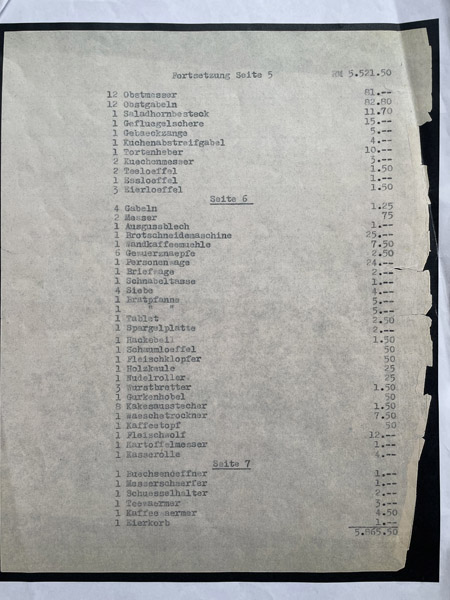 Fortsetzung Seite 5 RM 5.521.50
12 Obstmesser 81.--
12 Obstgabeln 82.80
1 Saladhornbesteck 11.70
1 Gefluegelschere 15.--
1 Gebaeckzange 5.--
1 Kuchenabstreifgabel 4.--
1 Tortenheber 10.--
2 Kuechenmesser 3.--
2 Teeloeffel 1.50
1 Essloeffel 1.--
3 Eierloeffel 1.50
Seite 6
4 Gabeln 1.25
2 Messer 75
1 Ausgussblech 1.--
1 Brotschneidemaschine 25.--
1 Wandkaffeemuehle 7.50
6 Gewuerznaepfe 2.50
1 Personenwage 24.--
1 Briefwage 2.--
1 Schnabeltasse 1.--
4 Siebe 4.--
1 Bratpfanne 5.--
1 " " 5.--
1 Tablet 2.50
1 Spargelplatte 2.--
1 Hackebeil 1.50
1 Schaumloeffel 50
1 Fleischklopfer 50
1 Holzkeule 25
1 Nudelroller 25
3 Wurstbretter 1.50
1 Gurkenhobel 50
8 Kakesausstecher 1.50
1 Waeschetrockner 7.50
1 Kaffeetopf 50
1 Fleischwolf 12.--
1 Kartoffelmesser 1.--
1 Kasserolle 4.--
Seite 7
1 Buechsenoeffner 1.--
1 Messerschaerfer 1.--
1 Schuesselhalter 2.--
1 Teewaermer 3.--
1 Kaffeewaermer 4.50
1 Eierkorb 1.--
5.865.50